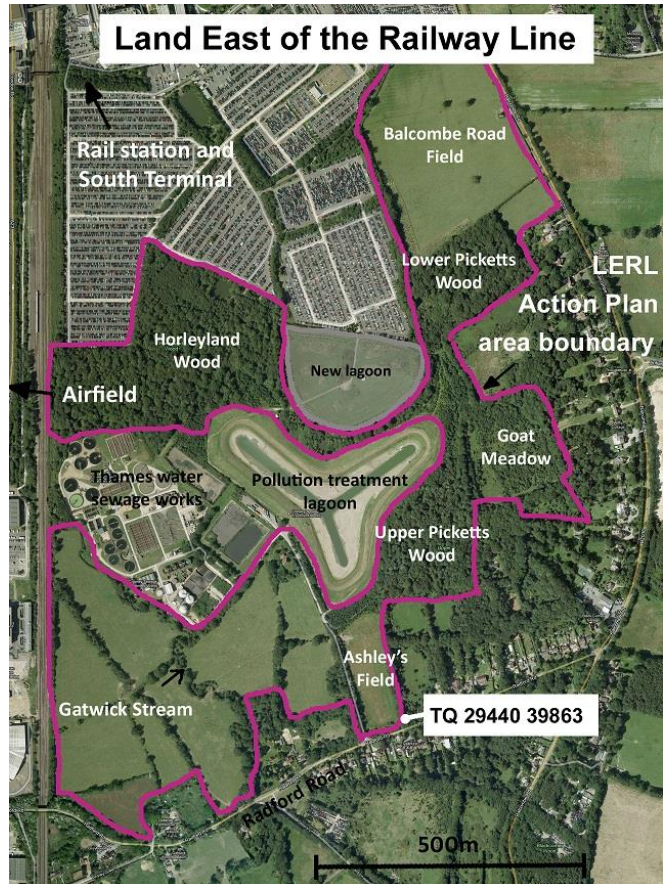 Land East of the Railway Line
Balcombe Road
Field
Rail station and
South Terminal
Lower Picketts
Wood
LERL
Action Plan
area boundary
Horleyland
Wood
New lagoon
Airfield
Goat
Meadow
Thames water
sewage works
Pollution treatment
lagoon
Upper Picketts
Wood
Ashley's
Field
Gatwick Stream
TQ 29440 39863
Radford Road
500m